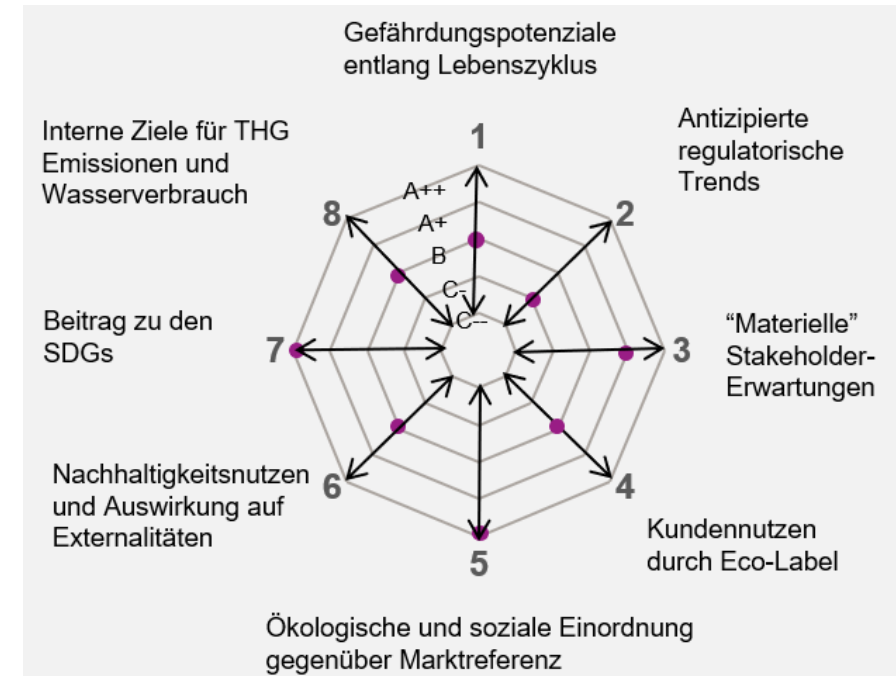 Gefährdungspotenziale
entlang Lebenszyklus
Interne Ziele für THG
Emissionen und
Wasserverbrauch
Antizipierte
regulatorische
Trends
1
8
2
A++
A+
B
C-
C--
Beitrag zu den
SDGs
7
3
“Materielle”
Stakeholder-
Erwartungen
Nachhaltigkeitsnutzen
und Auswirkung auf
Externalitäten
6
4
Kundennutzen
durch Eco-Label
5
Ökologische und soziale Einordnung
gegenüber Marktreferenz